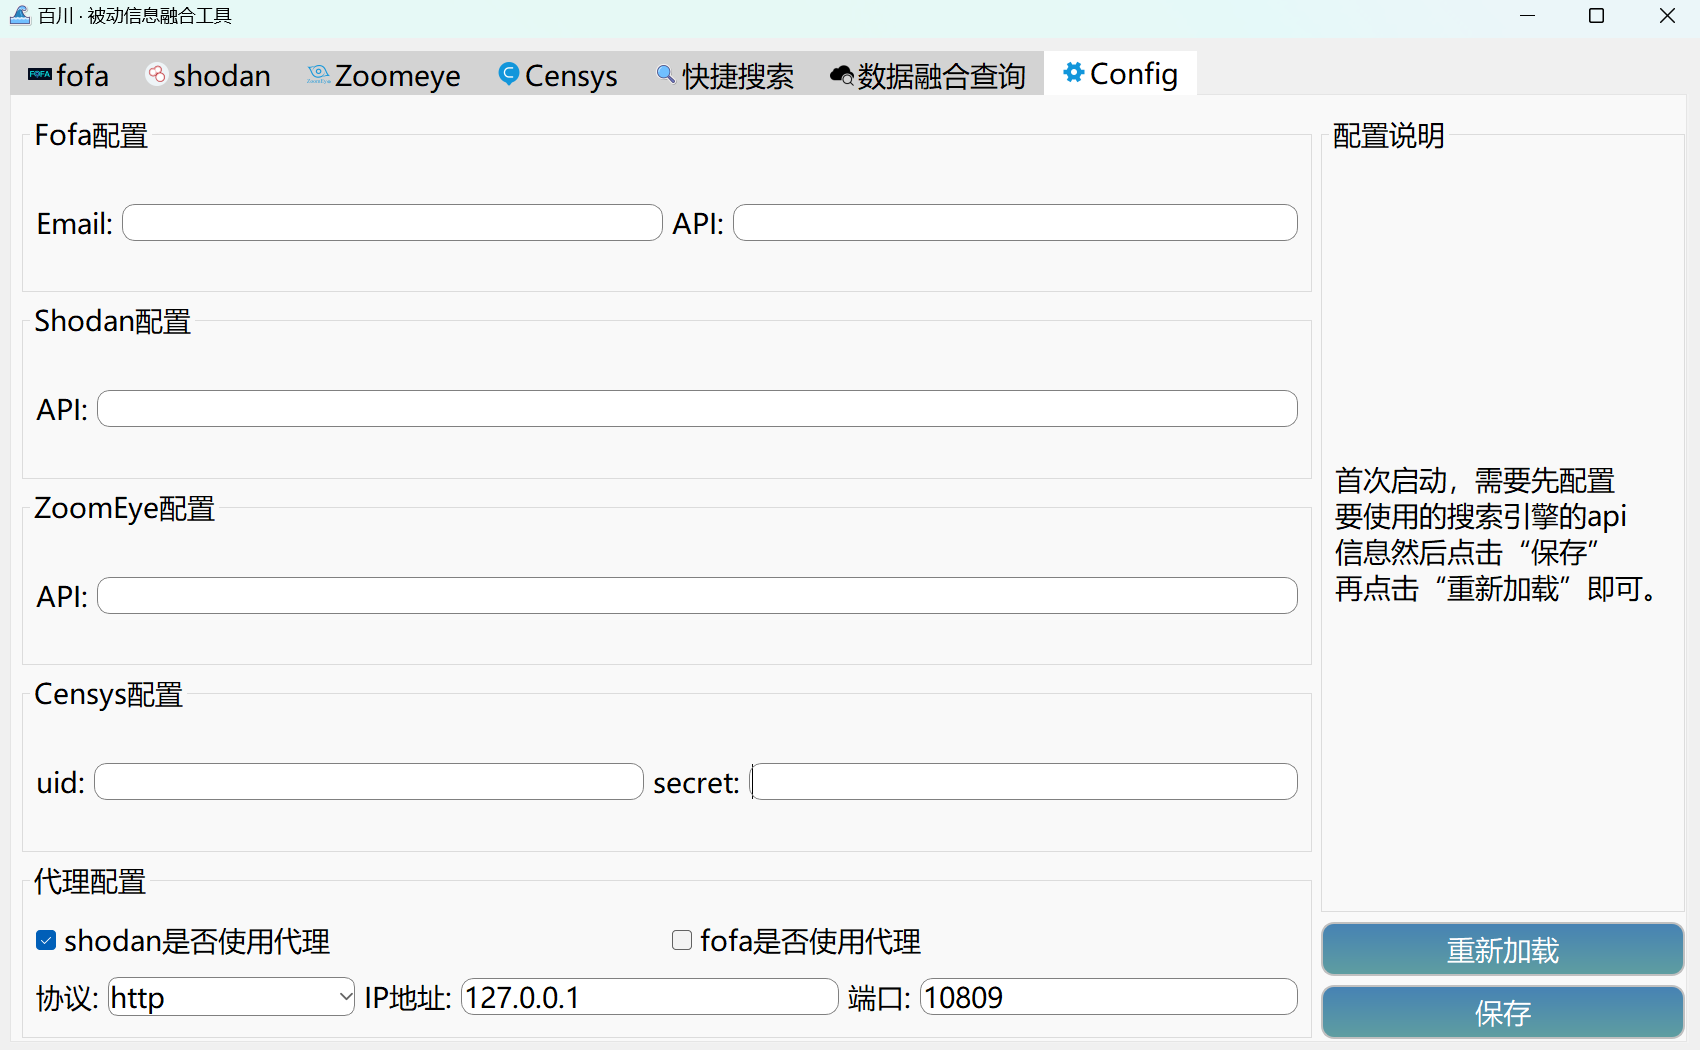 百川 · 被动信息融合工具
FOFA fofa
shodan
ZoomEye Zoomeye
Censys
快捷搜索
数据融合查询
Config
Fofa配置
Email:
API:
Shodan配置
API:
ZoomEye配置
API:
Censys配置
uid:
secret:
代理配置
shodan是否使用代理
fofa是否使用代理
协议: http
IP地址: 127.0.0.1
端口: 10809
配置说明
首次启动，需要先配置
要使用的搜索引擎的api
信息然后点击“保存”
再点击“重新加载”即可。
重新加载
保存